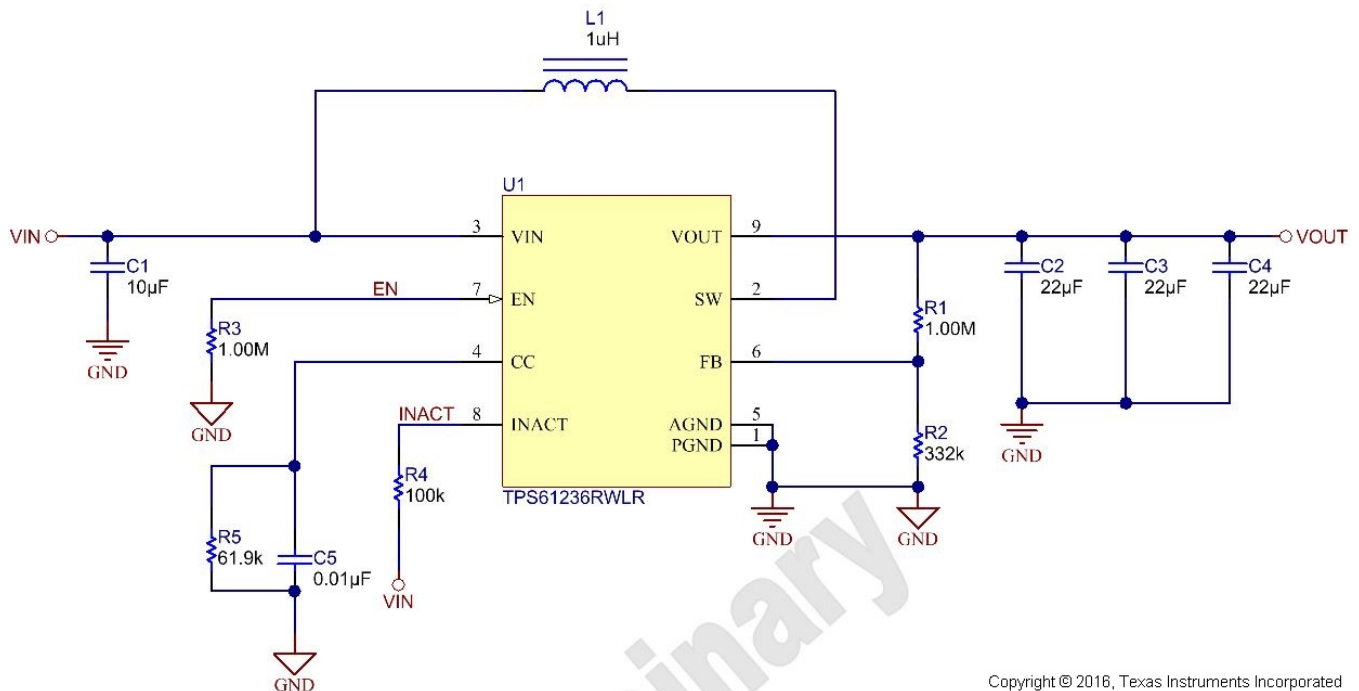 L1
1uH
U1
VIN
C1
10µF
GND
EN
R3
1.00M
GND
3
VIN
7
EN
4
CC
INACT
8
INACT
R4
100k
VIN
R5
61.9k
C5
0.01µF
GND
TPS61236RWLR
VOUT
9
SW
2
FB
6
AGND
5
PGND
1
GND
GND
R1
1.00M
R2
332k
C2
22µF
C3
22µF
C4
22µF
GND
VOUT
Copyright © 2016, Texas Instruments Incorporated